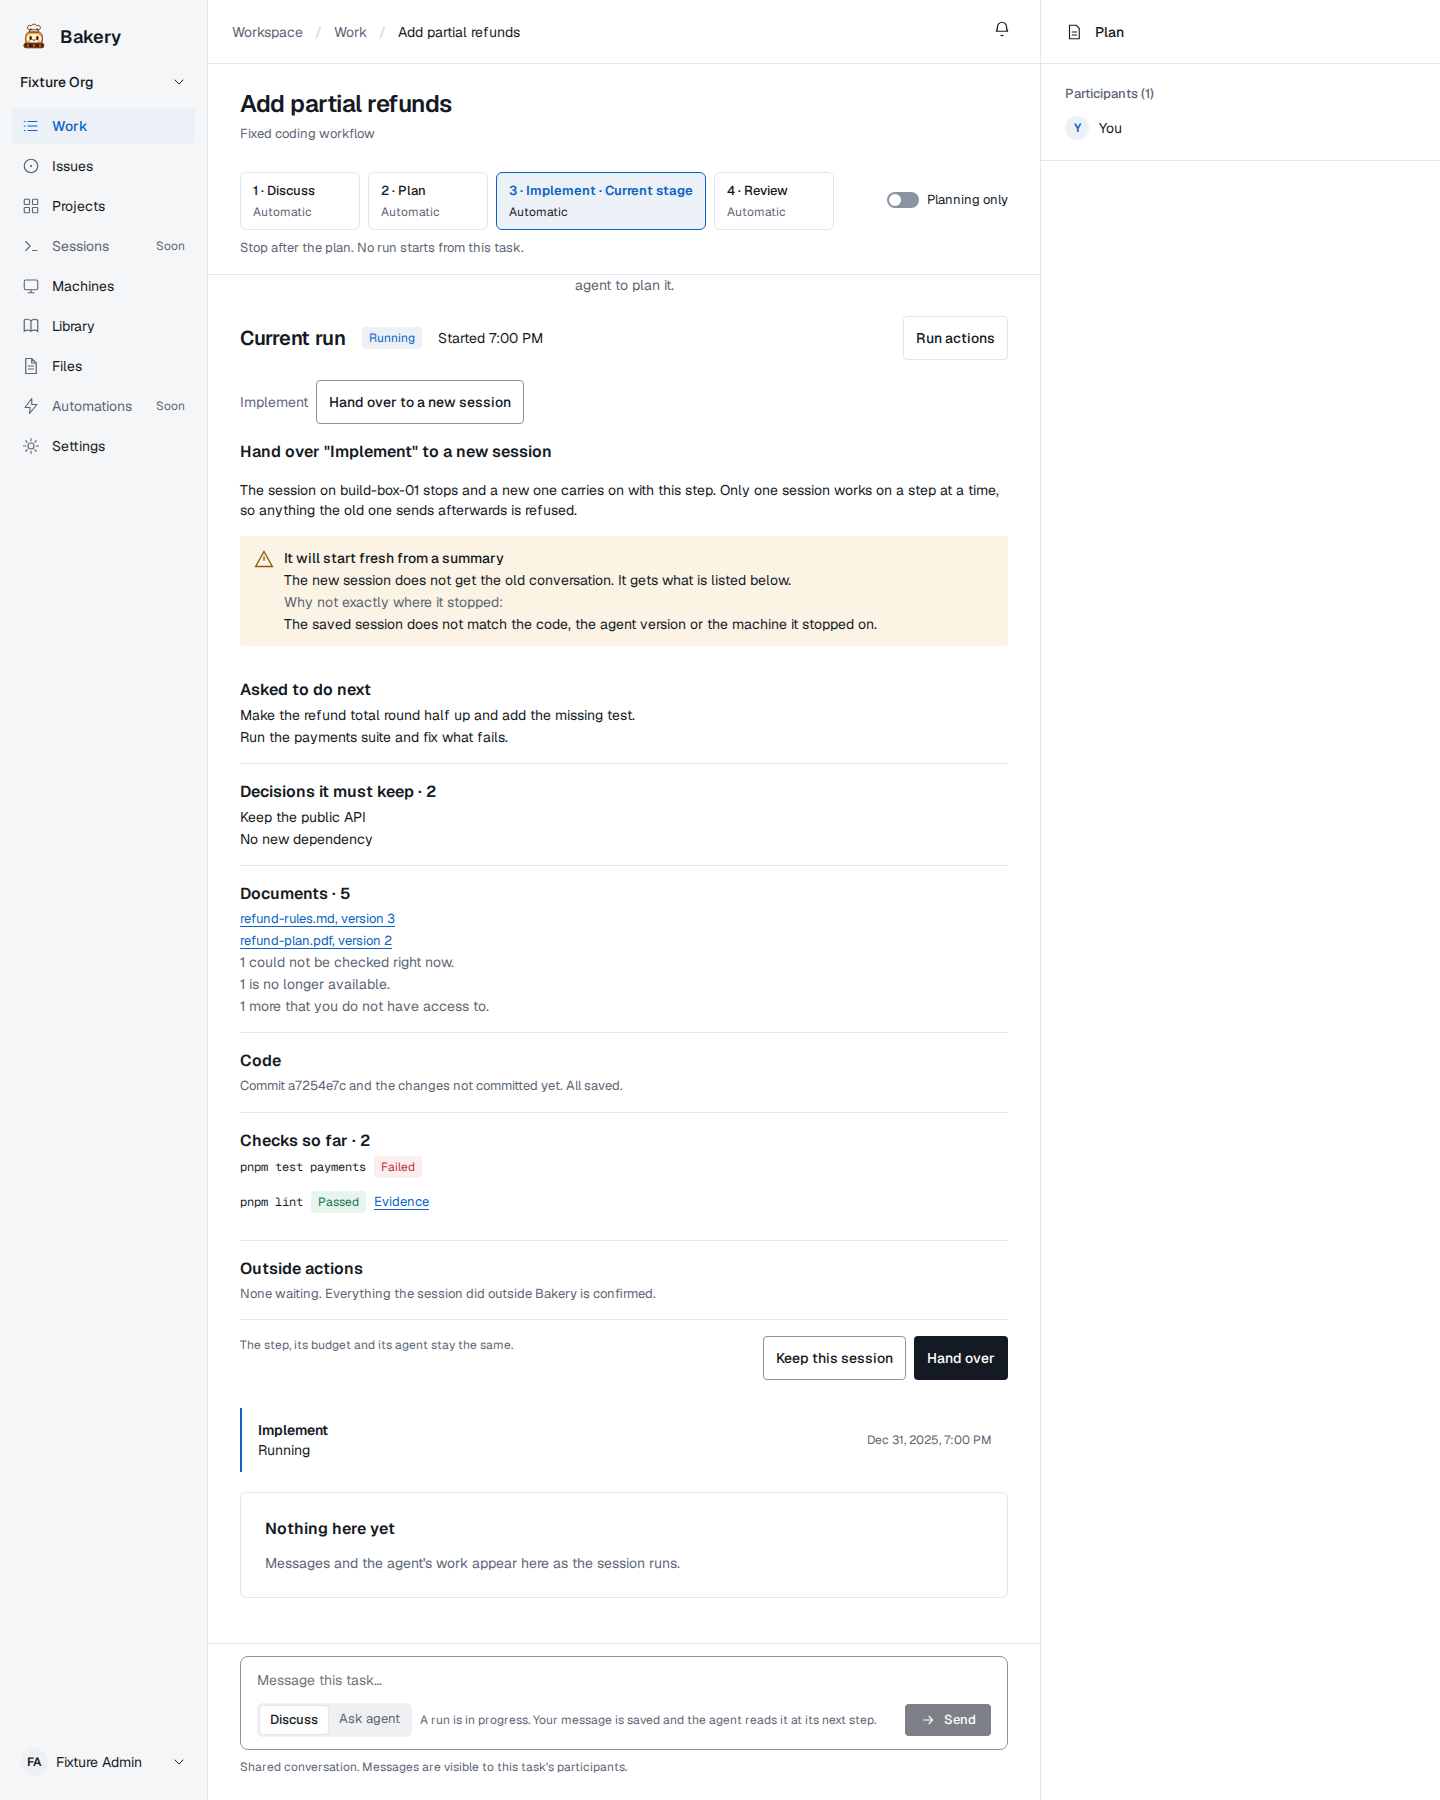 Bakery
Fixture Org
Work
Issues
Projects
Sessions Soon
Machines
Library
Files
Automations Soon
Settings
FA Fixture Admin
Workspace / Work / Add partial refunds
Add partial refunds
Fixed coding workflow
1 · Discuss
Automatic
2 · Plan
Automatic
3 · Implement · Current stage
Automatic
4 · Review
Automatic
Planning only
Stop after the plan. No run starts from this task.
agent to plan it.
Current run Running Started 7:00 PM Run actions
Implement Hand over to a new session
Hand over "Implement" to a new session
The session on build-box-01 stops and a new one carries on with this step. Only one session works on a step at a time,
so anything the old one sends afterwards is refused.
It will start fresh from a summary
The new session does not get the old conversation. It gets what is listed below.
Why not exactly where it stopped:
The saved session does not match the code, the agent version or the machine it stopped on.
Asked to do next
Make the refund total round half up and add the missing test.
Run the payments suite and fix what fails.
Decisions it must keep · 2
Keep the public API
No new dependency
Documents · 5
refund-rules.md, version 3
refund-plan.pdf, version 2
1 could not be checked right now.
1 is no longer available.
1 more that you do not have access to.
Code
Commit a7254e7c and the changes not committed yet. All saved.
Checks so far · 2
pnpm test payments Failed
pnpm lint Passed Evidence
Outside actions
None waiting. Everything the session did outside Bakery is confirmed.
The step, its budget and its agent stay the same. Keep this session Hand over
Implement
Running
Dec 31, 2025, 7:00 PM
Nothing here yet
Messages and the agent's work appear here as the session runs.
Message this task...
Discuss Ask agent A run is in progress. Your message is saved and the agent reads it at its next step. Send
Shared conversation. Messages are visible to this task's participants.
Plan
Participants (1)
Y You